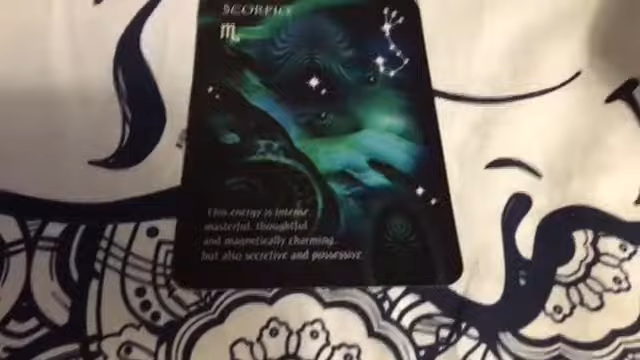 SCORPIO
♏
This energy is intense
masterful, thoughtful
and magnetically charming,
but also secretive and possessive